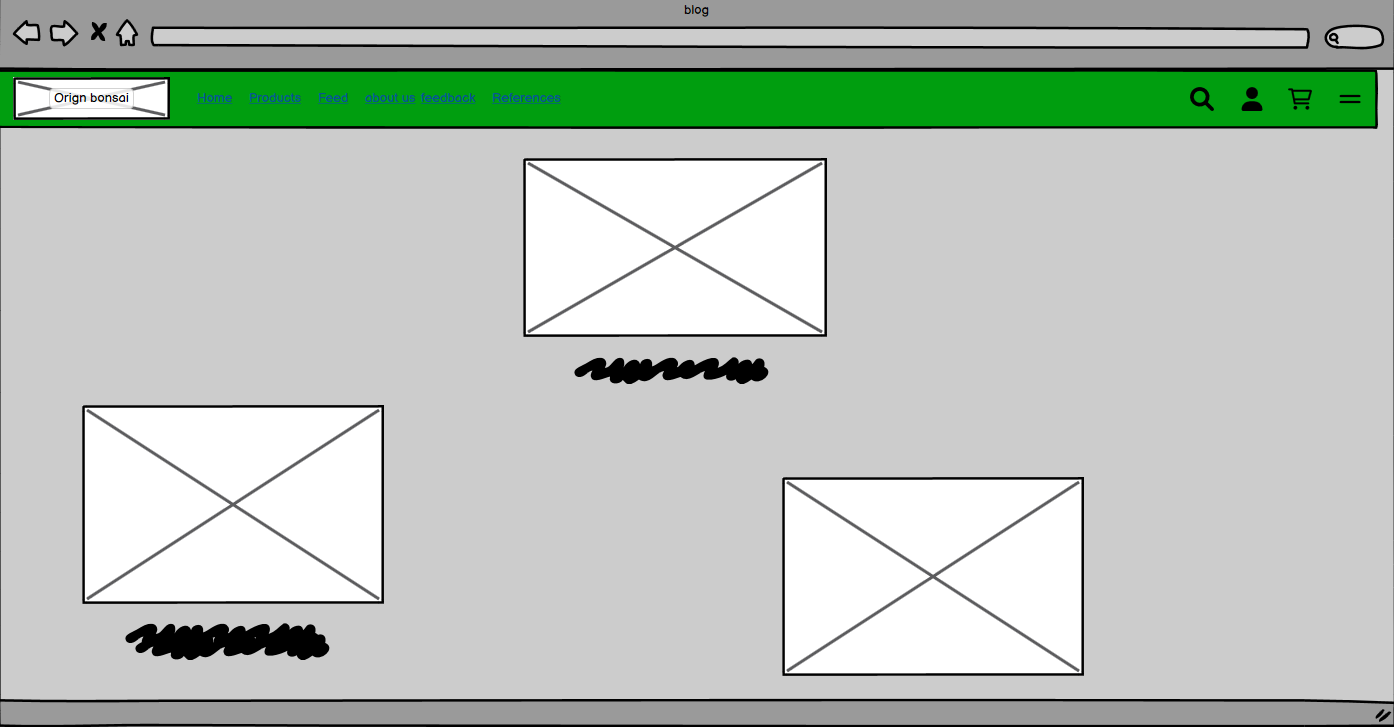 blog
Orign bonsai
Home Products Feed about us feedback References